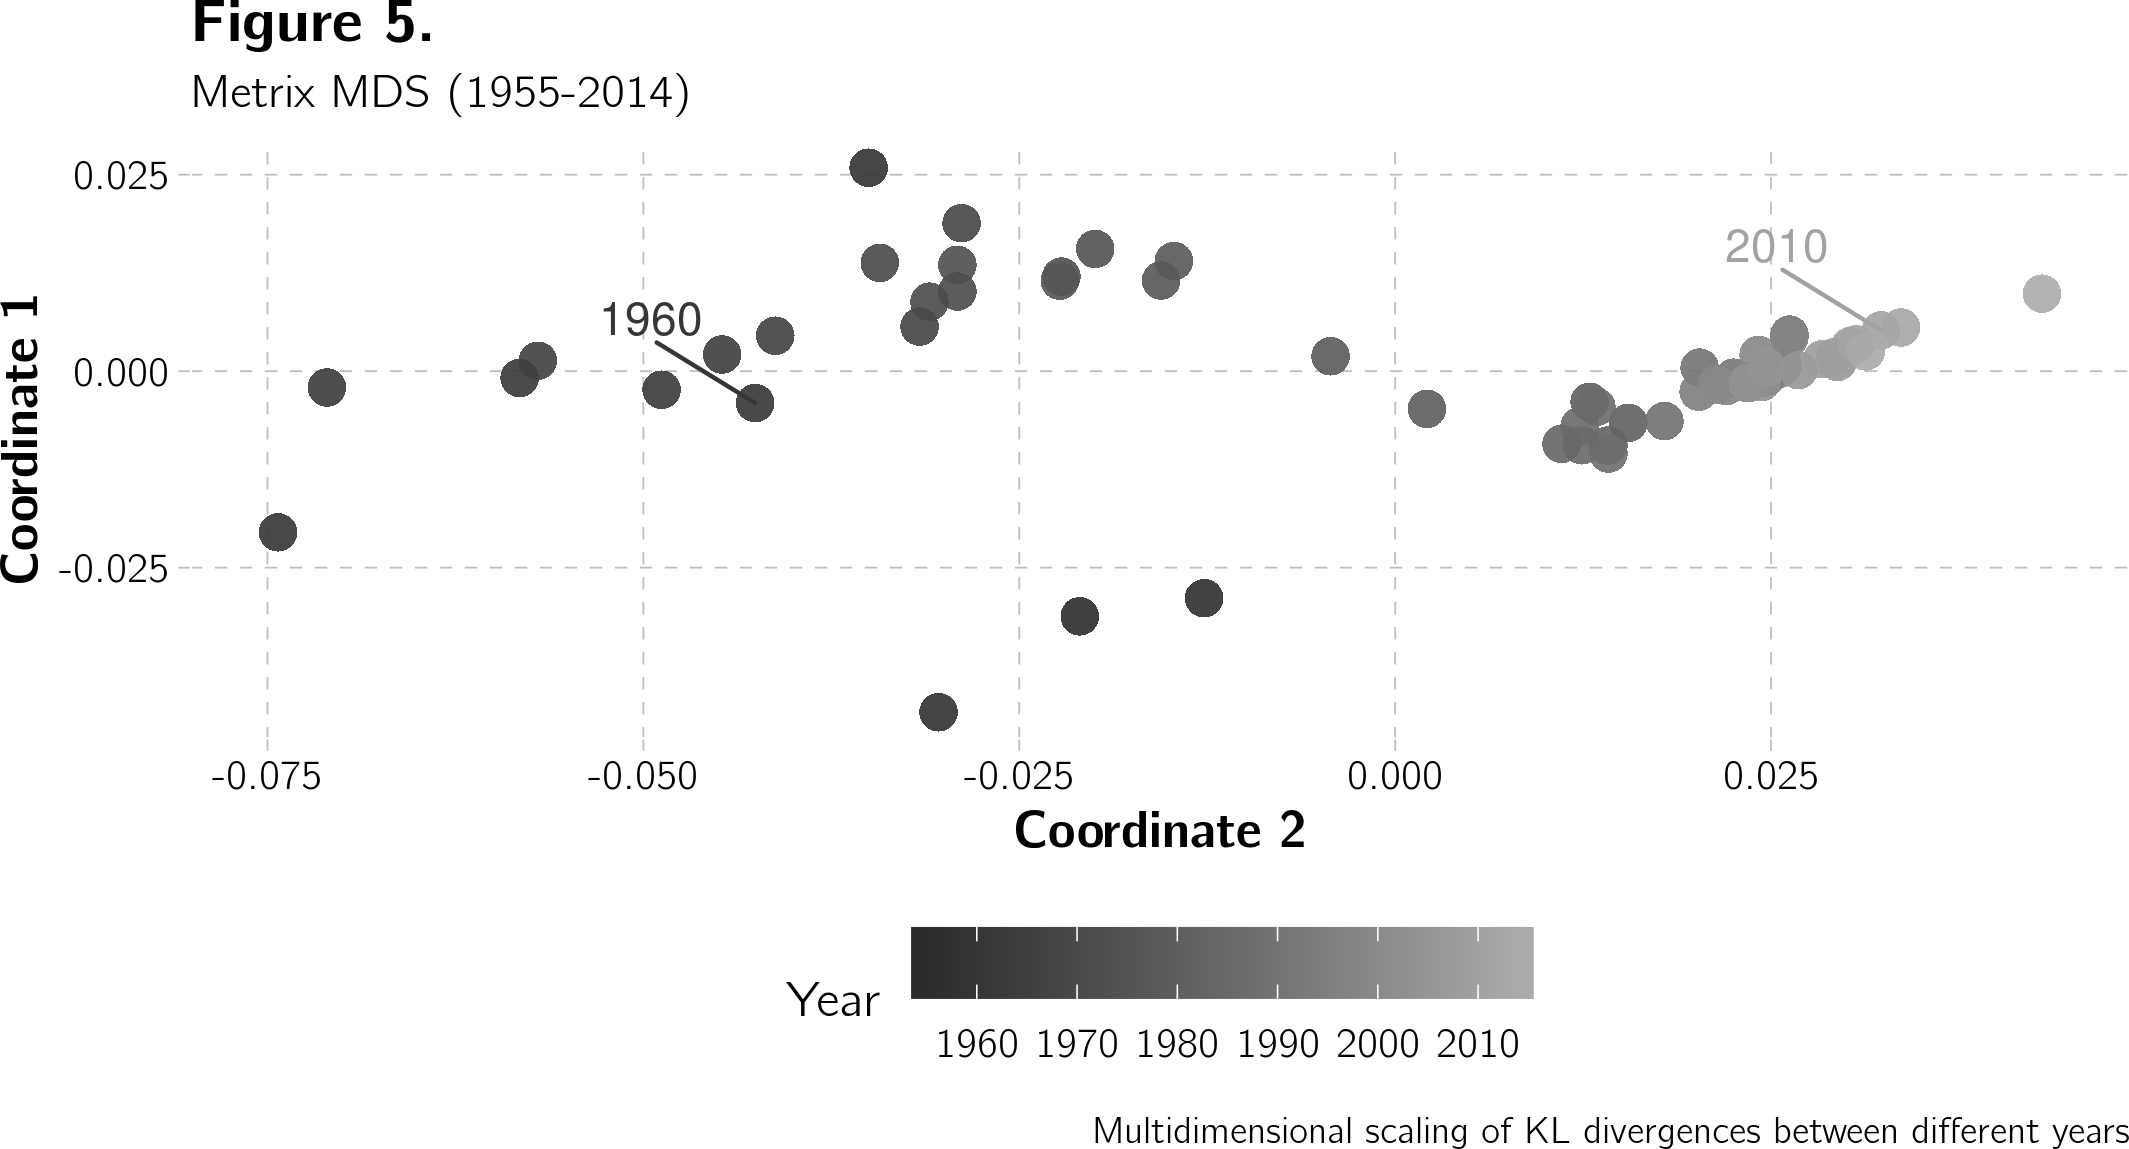 Figure 5.
Metrix MDS (1955-2014)
0.025
0.000
-0.025
Coordinate 1
1960
2010
-0.075 -0.050 -0.025 0.000 0.025
Coordinate 2
Year
1960 1970 1980 1990 2000 2010
Multidimensional scaling of KL divergences between different years